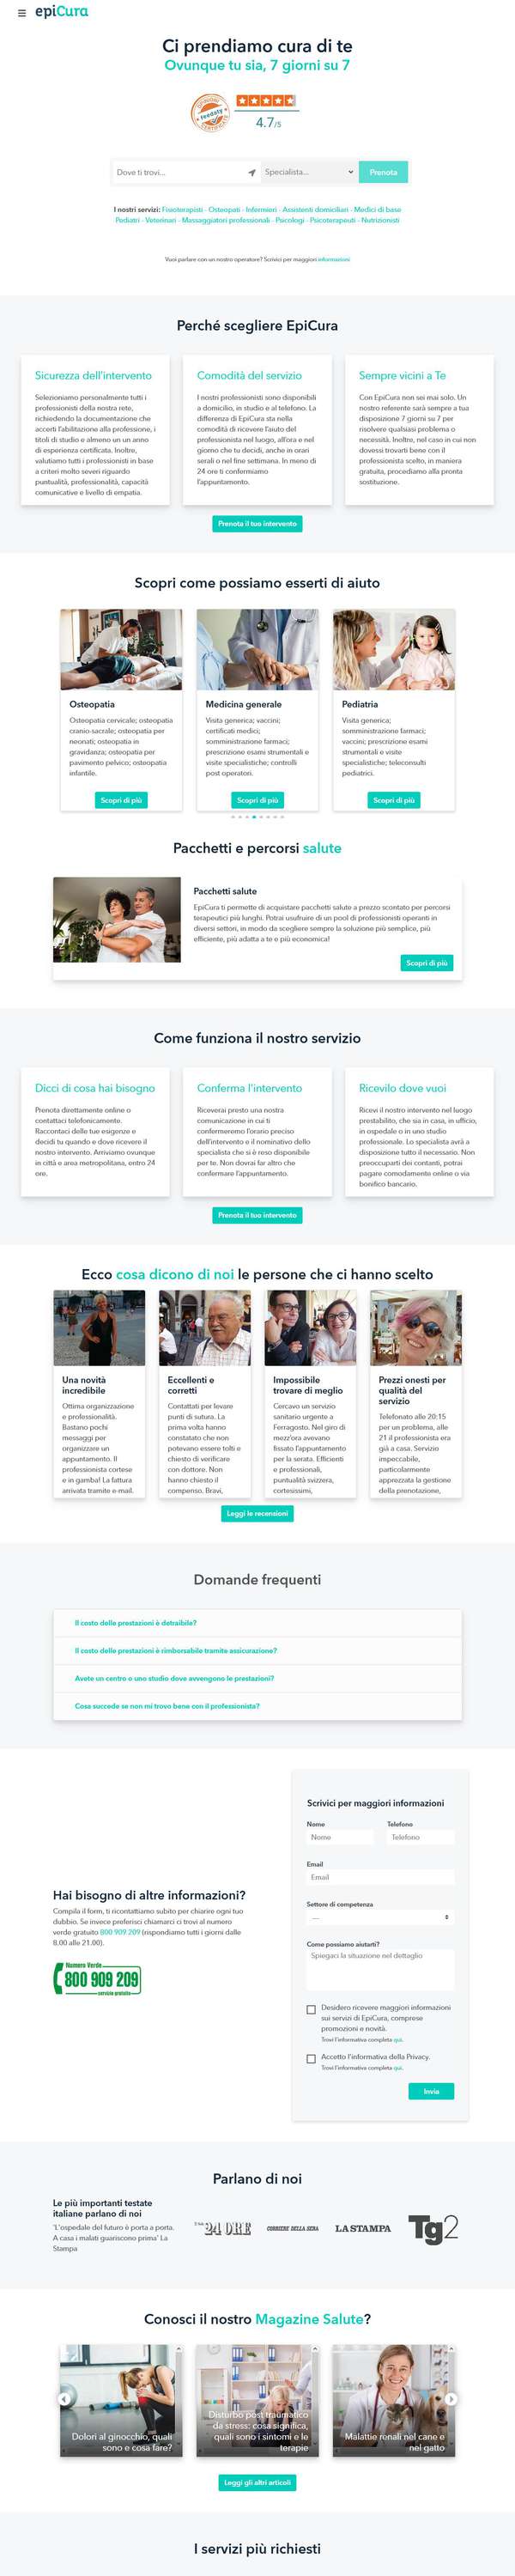 epiCura
Ci prendiamo cura di te
Ovunque tu sia, 7 giorni su 7
feedaty
4.7/5
Dove ti trovi...
Specialista...
Prenota
I nostri servizi: Fisioterapisti - Osteopati - Infermieri - Assistenti domiciliari - Medici di base
Pediatri - Veterinari - Massaggiatori professionali - Psicologi - Psicoterapeuti - Nutrizionisti
Vuoi parlare con un nostro operatore? Scrivici per maggiori informazioni
Perché scegliere EpiCura
Sicurezza dell'intervento
Selezioniamo personalmente tutti i
professionisti della nostra rete,
richiedendo la documentazione che
accerti l'abilitazione alla professione, i
titoli di studio e almeno un un anno
di esperienza certificata. Inoltre,
valutiamo tutti i professionisti in base
a criteri molto severi riguardo
puntualità, professionalità, capacità
comunicative e livello di empatia.
Comodità del servizio
I nostri professionisti sono disponibili
a domicilio, in studio e al telefono. La
differenza di EpiCura sta nella
comodità di ricevere l'aiuto del
professionista nel luogo, all'ora e nel
giorno che tu decidi, anche in orari
serali o nel fine settimana. In meno di
24 ore ti confermiamo
l'appuntamento.
Sempre vicini a Te
Con EpiCura non sei mai solo. Un
nostro referente sarà sempre a tua
disposizione 7 giorni su 7 per
risolvere qualsiasi problema o
necessità. Inoltre, nel caso in cui non
dovessi trovarti bene con il
professionista scelto, in maniera
gratuita, procediamo alla pronta
sostituzione.
Prenota il tuo intervento
Scopri come possiamo esserti di aiuto
Osteopatia
Osteopatia cervicale; osteopatia
cranio-sacrale; osteopatia per
neonati; osteopatia in
gravidanza; osteopatia per
pavimento pelvico; osteopatia
infantile.
Scopri di più
Medicina generale
Visita generica; vaccini;
certificati medici;
somministrazione farmaci;
prescrizione esami strumentali e
visite specialistiche; controlli
post operatori.
Scopri di più
Pediatria
Visita generica;
somministrazione farmaci;
vaccini; prescrizione esami
strumentali e visite
specialistiche; teleconsulti
pediatrici.
Scopri di più
Pacchetti e percorsi salute
Pacchetti salute
EpiCura ti permette di acquistare pacchetti salute a prezzo scontato per percorsi
terapeutici più lunghi. Potrai usufruire di un pool di professionisti operanti in
diversi settori, in modo da scegliere sempre la soluzione più semplice, più
efficiente, più adatta a te e più economica!
Scopri di più
Come funziona il nostro servizio
Dicci di cosa hai bisogno
Prenota direttamente online o
contattaci telefonicamente.
Raccontaci delle tue esigenze e
decidi tu quando e dove ricevere il
nostro intervento. Arriviamo ovunque
in città e area metropolitana, entro 24
ore.
Conferma l'intervento
Riceverai presto una nostra
comunicazione in cui ti
confermeremo l'orario preciso
dell'intervento e il nominativo dello
specialista che si è reso disponibile
per te. Non dovrai far altro che
confermare l'appuntamento.
Ricevilo dove vuoi
Ricevi il nostro intervento nel luogo
prestabilito, che sia in casa, in ufficio,
in ospedale o in uno studio
professionale. Lo specialista avrà a
disposizione tutto il necessario. Non
preoccuparti dei contanti, potrai
pagare comodamente online o via
bonifico bancario.
Prenota il tuo intervento
Ecco cosa dicono di noi le persone che ci hanno scelto
Una novità
incredibile
Ottima organizzazione
e professionalità.
Bastano pochi
messaggi per
organizzare un
appuntamento. Il
professionista cortese
e in gamba! La fattura
arrivata tramite e-mail.
Eccellenti e
corretti
Contattati per levare
punti di sutura. La
prima volta hanno
constatato che non
potevano essere tolti e
chiesto di verificare
con dottore. Non
hanno chiesto il
compenso. Bravi,
Impossibile
trovare di meglio
Cercavo un servizio
sanitario urgente a
Ferragosto. Nel giro di
mezz'ora avevano
fissato l'appuntamento
per la serata. Efficienti
e professionali,
puntualità svizzera,
cortesissimi,
Prezzi onesti per
qualità del
servizio
Telefonato alle 20:15
per un problema, alle
21 il professionista era
già a casa. Servizio
impeccabile,
particolarmente
apprezzata la gestione
della prenotazione,
Leggi le recensioni
Domande frequenti
Il costo delle prestazioni è detraibile?
Il costo delle prestazioni è rimborsabile tramite assicurazione?
Avete un centro o uno studio dove avvengono le prestazioni?
Cosa succede se non mi trovo bene con il professionista?
Hai bisogno di altre informazioni?
Compila il form, ti ricontattiamo subito per chiarire ogni tuo
dubbio. Se invece preferisci chiamarci ci trovi al numero
verde gratuito 800 909 209 (rispondiamo tutti i giorni dalle
8.00 alle 21.00).
Numero Verde
800 909 209
servizio gratuito
Scrivici per maggiori informazioni
Nome
Telefono
Nome
Telefono
Email
Email
Settore di competenza
---
Come possiamo aiutarti?
Spiegaci la situazione nel dettaglio
Desidero ricevere maggiori informazioni
sui servizi di EpiCura, comprese
promozioni e novità.
Trovi l'informativa completa qui.
Accetto l'informativa della Privacy.
Trovi l'informativa completa qui.
Invia
Parlano di noi
Le più importanti testate
italiane parlano di noi
'L'ospedale del futuro è porta a porta.
A casa i malati guariscono prima' La
Stampa
24 ORE
CORRIERE DELLA SERA
LA STAMPA
Tg2
Conosci il nostro Magazine Salute?
Dolori al ginocchio, quali
sono e cosa fare?
Disturbo post traumatico
da stress: cosa significa,
quali sono i sintomi e le
terapie
Malattie renali nel cane e
nel gatto
Leggi gli altri articoli
I servizi più richiesti